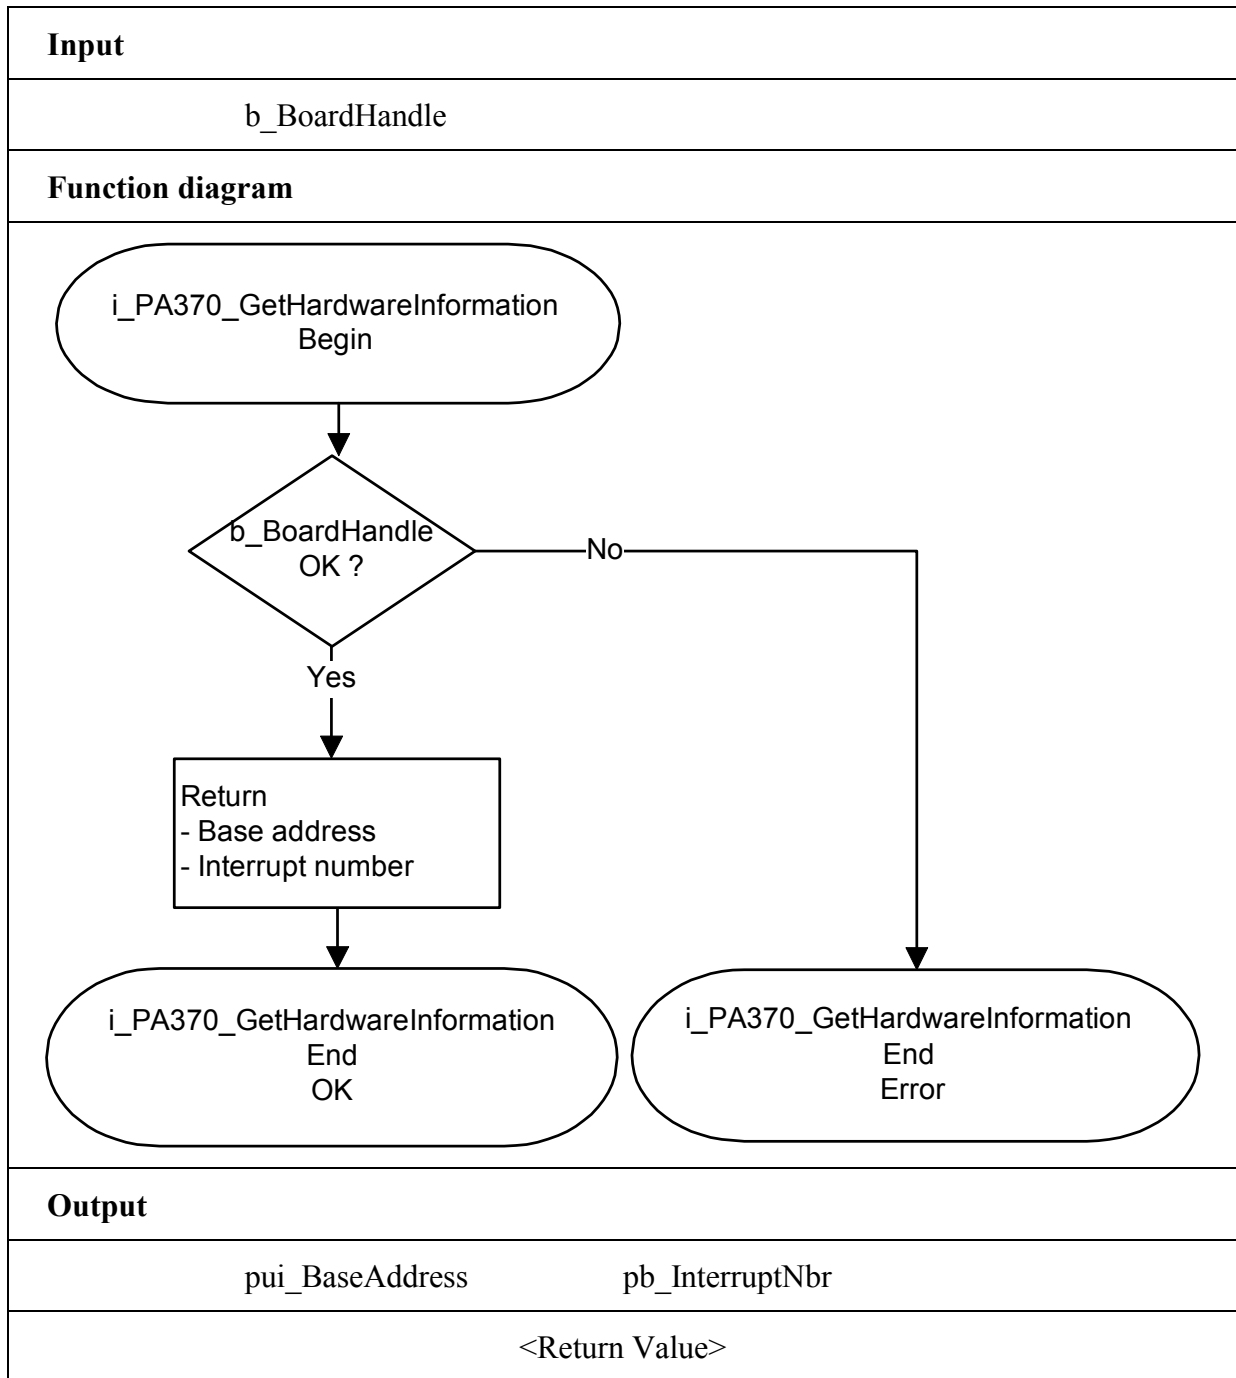 Input
b_BoardHandle
Function diagram
i_PA370_GetHardwareInformation
Begin
b_BoardHandle
OK ?
No
Yes
Return
- Base address
- Interrupt number
i_PA370_GetHardwareInformation
End
OK
i_PA370_GetHardwareInformation
End
Error
Output
pui_BaseAddress pb_InterruptNbr
<Return Value>